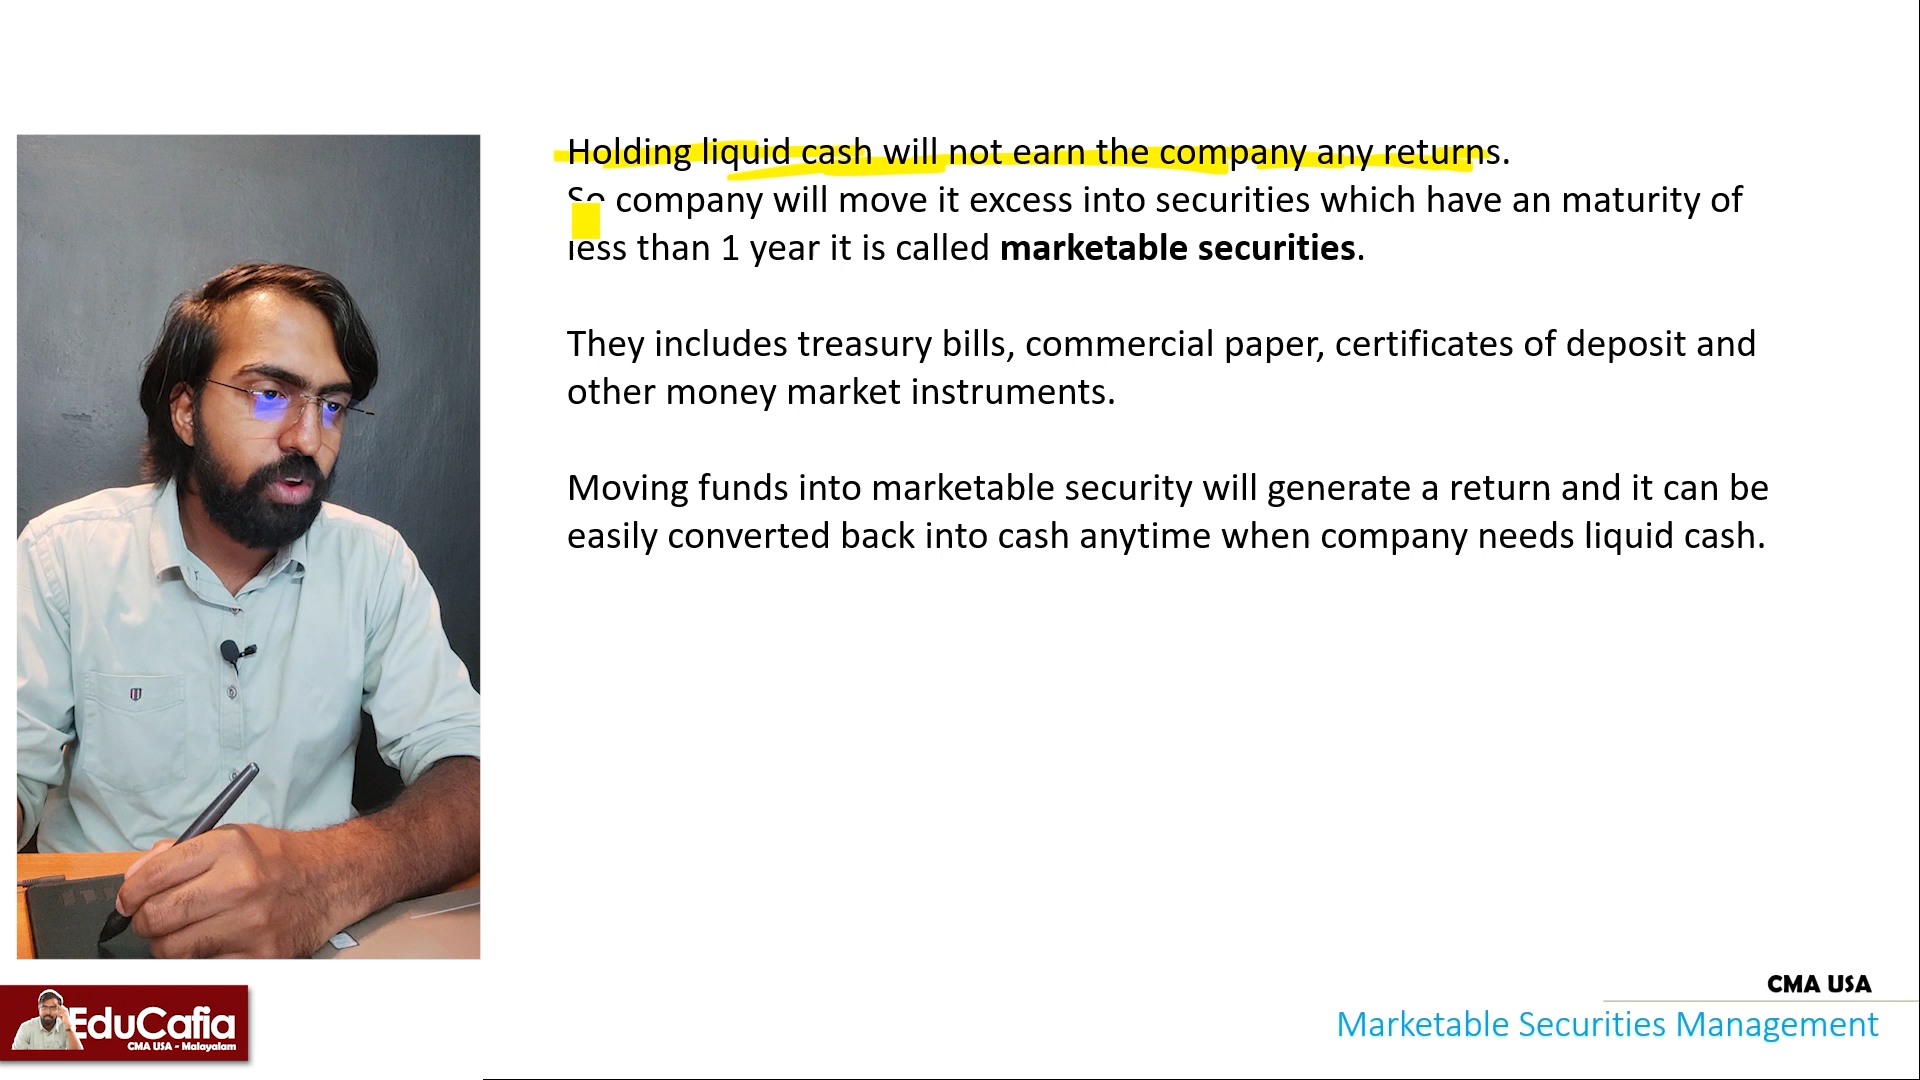 Holding liquid cash will not earn the company any returns.
So company will move it excess into securities which have an maturity of
less than 1 year it is called marketable securities.
They includes treasury bills, commercial paper, certificates of deposit and
other money market instruments.
Moving funds into marketable security will generate a return and it can be
easily converted back into cash anytime when company needs liquid cash.
CMA USA
Marketable Securities Management
EduCafia
CMA USA - Malayalam